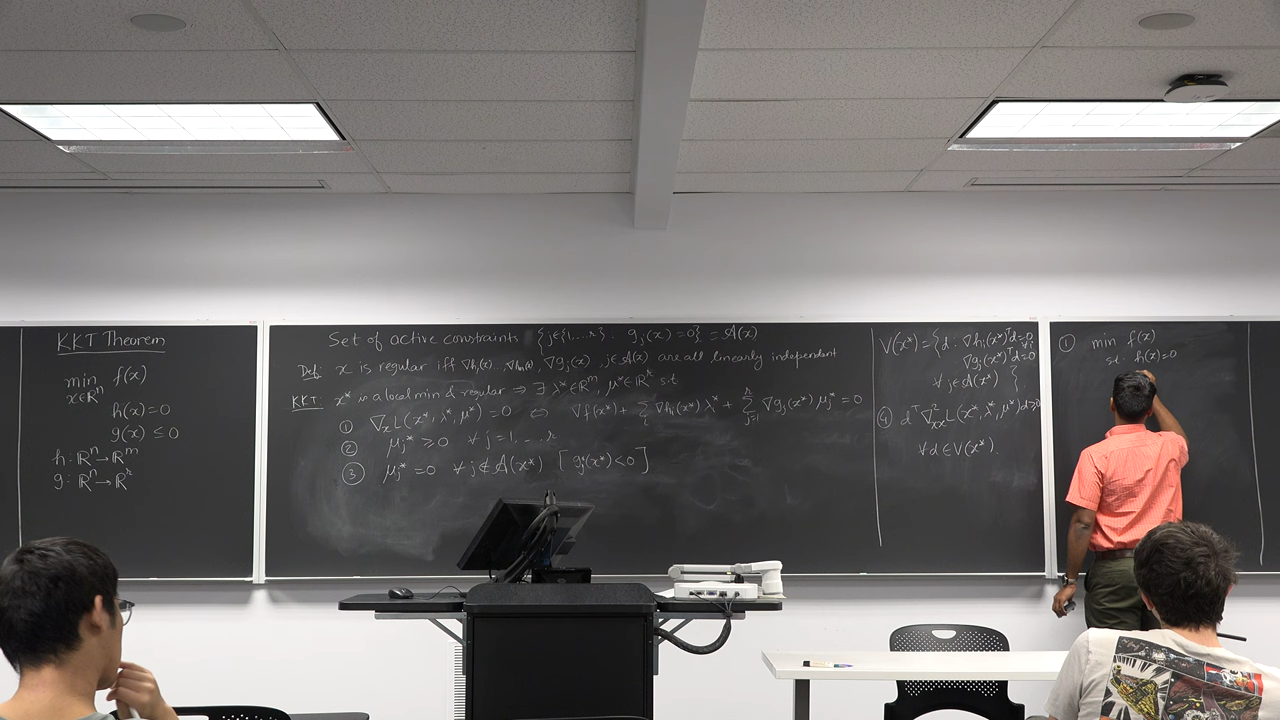 KKT Theorem
min f(x)
x∈ℝⁿ
h(x)=0
g(x) ≤ 0
h: ℝⁿ→ℝᵐ
g: ℝⁿ→ℝʳ
Set of active constraints {j∈{1,...r}. gⱼ(x)=0} = A(x)
Def: x is regular iff ∇h₁(x)...∇hₘ(x), ∇gⱼ(x), j∈A(x) are all linearly independent
KKT: x* is a local min & regular ⇒ ∃ λ*∈ℝᵐ, μ*∈ℝʳ s.t
① ∇ₓL(x*,λ*,μ*)=0 ⇔ ∇f(x*)+ ∑ᵢ ∇hᵢ(x*) λ* + ∑ⱼ₌₁ʳ ∇gⱼ(x*) μⱼ* = 0
② μⱼ* ≥ 0 ∀ j=1,...r
③ μⱼ* = 0 ∀ j∉A(x*) [gⱼ(x*)<0]
V(x*) = {d: ∇hᵢ(x*)ᵀd=0
∇gⱼ(x*)ᵀd=0
∀ j∈A(x*) }.
④ dᵀ∇²ₓₓL(x*,λ*,μ*)d≥0
∀ d∈V(x*).
① min f(x)
s.t. h(x)=0